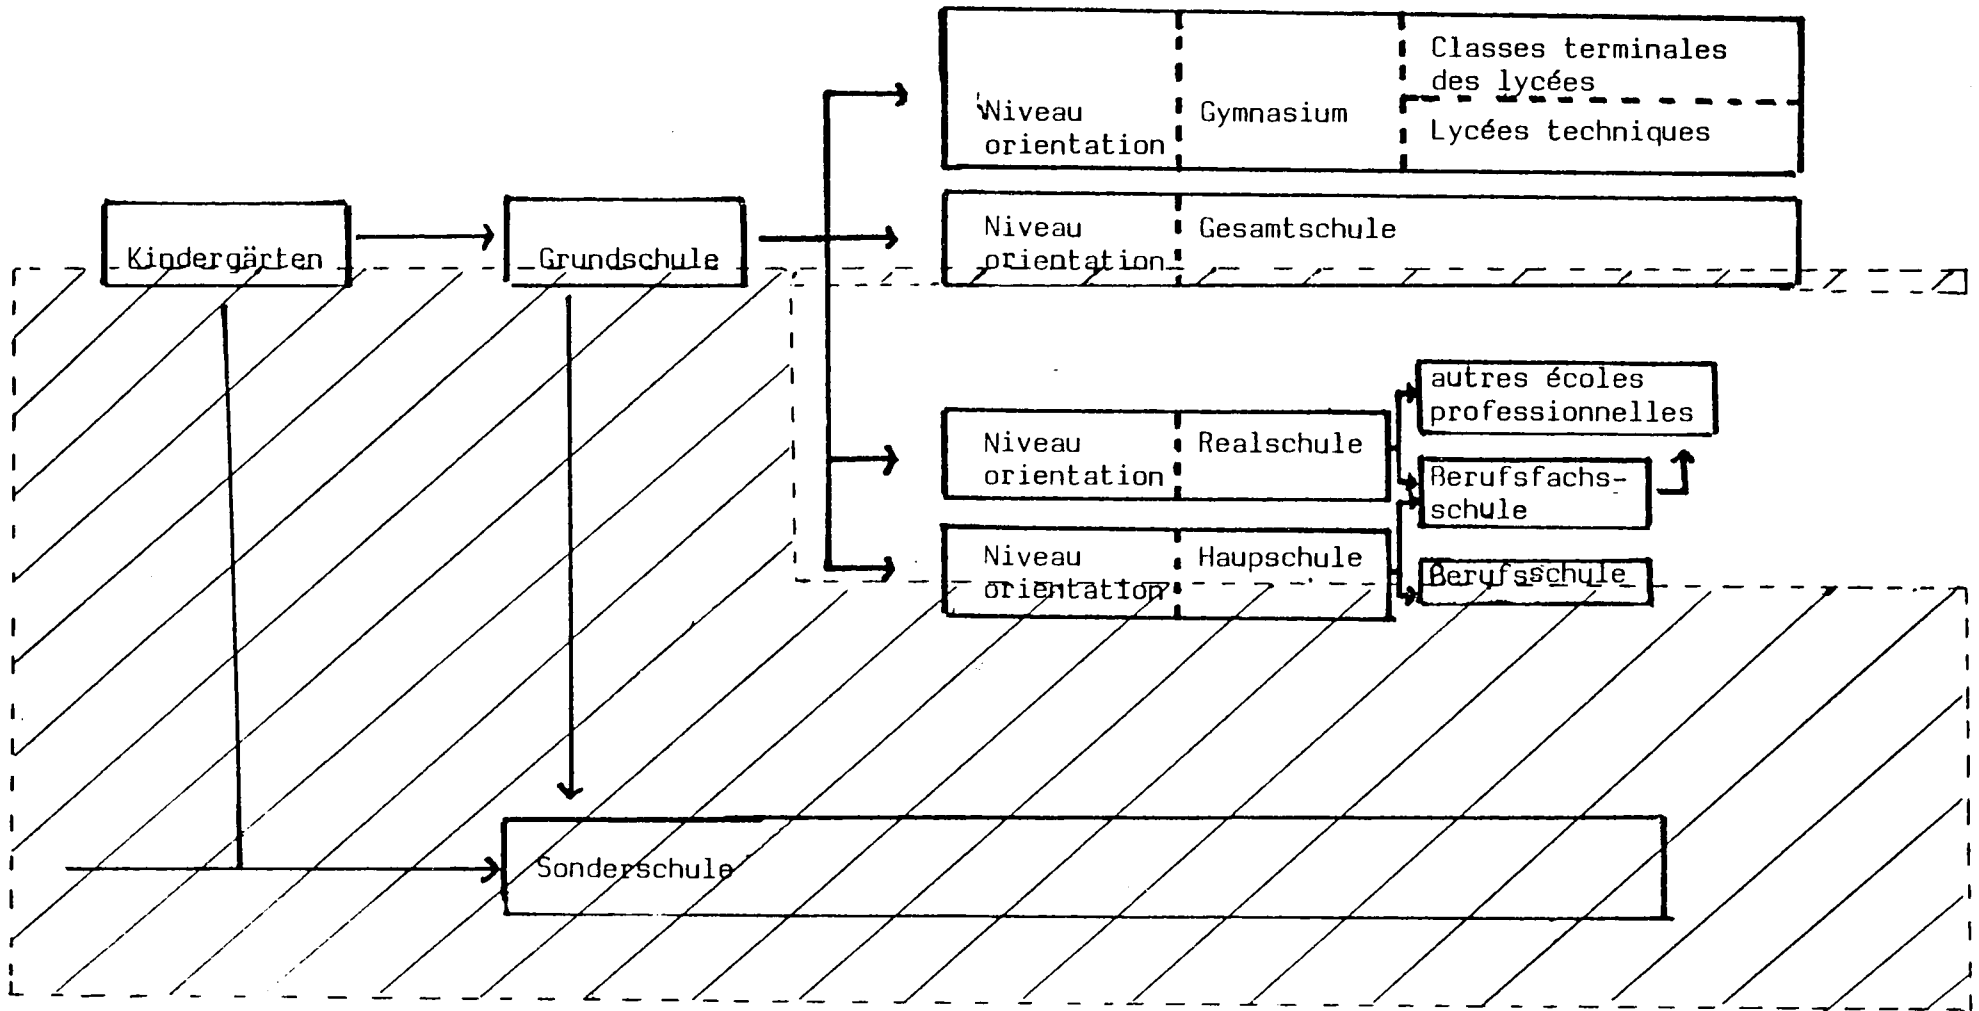 Classes terminales
des lycées
Niveau
orientation
Gymnasium
Lycées techniques
Kindergärten
Grundschule
Niveau
orientation
Gesamtschule
autres écoles
professionnelles
Niveau
orientation
Realschule
Berufsfachs-
schule
Niveau
orientation
Haupschule
Berufsschule
Sonderschule